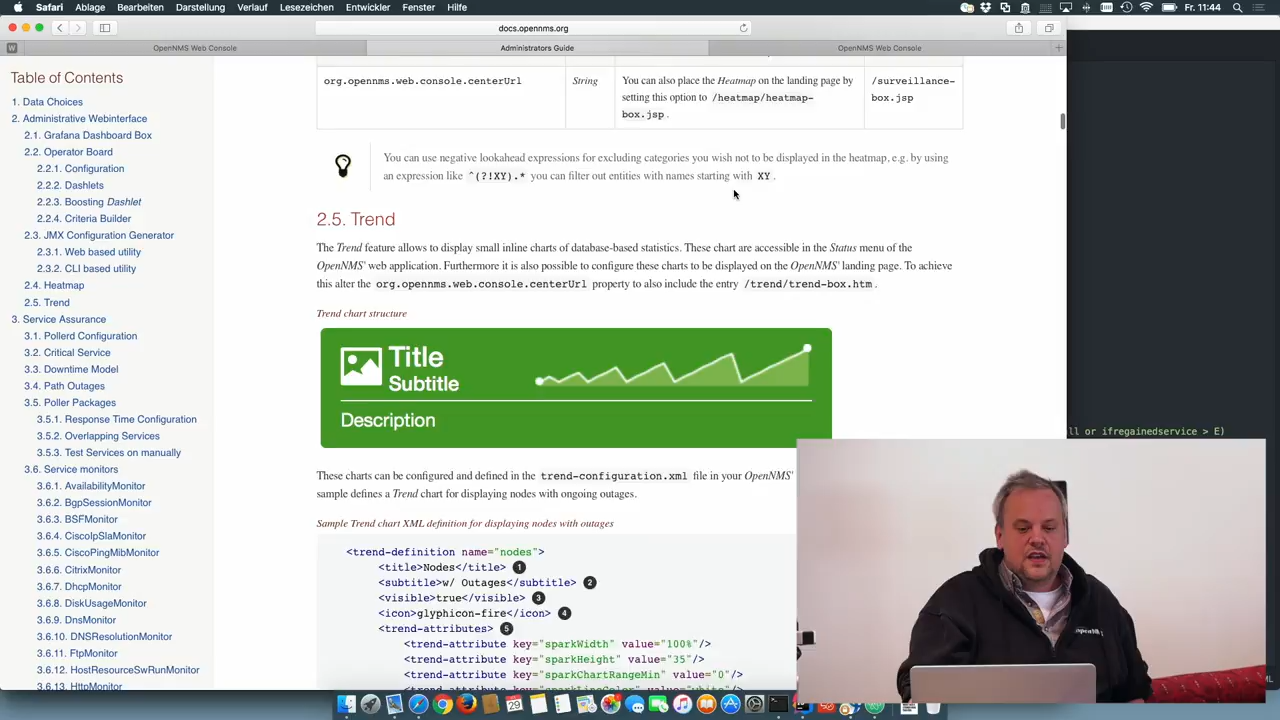 Safari Ablage Bearbeiten Darstellung Verlauf Lesezeichen Entwickler Fenster Hilfe Fr. 11:44
docs.opennms.org
W OpenNMS Web Console Administrators Guide OpenNMS Web Console
Table of Contents
1. Data Choices
2. Administrative Webinterface
2.1. Grafana Dashboard Box
2.2. Operator Board
2.2.1. Configuration
2.2.2. Dashlets
2.2.3. Boosting Dashlet
2.2.4. Criteria Builder
2.3. JMX Configuration Generator
2.3.1. Web based utility
2.3.2. CLI based utility
2.4. Heatmap
2.5. Trend
3. Service Assurance
3.1. Pollerd Configuration
3.2. Critical Service
3.3. Downtime Model
3.4. Path Outages
3.5. Poller Packages
3.5.1. Response Time Configuration
3.5.2. Overlapping Services
3.5.3. Test Services on manually
3.6. Service monitors
3.6.1. AvailabilityMonitor
3.6.2. BgpSessionMonitor
3.6.3. BSFMonitor
3.6.4. CiscoIpSlaMonitor
3.6.5. CiscoPingMibMonitor
3.6.6. CitrixMonitor
3.6.7. DhcpMonitor
3.6.8. DiskUsageMonitor
3.6.9. DnsMonitor
3.6.10. DNSResolutionMonitor
3.6.11. FtpMonitor
3.6.12. HostResourceSwRunMonitor
3.6.13. HttpMonitor
org.opennms.web.console.centerUrl String You can also place the Heatmap on the landing page by /surveillance-
setting this option to /heatmap/heatmap- box.jsp
box.jsp .
You can use negative lookahead expressions for excluding categories you wish not to be displayed in the heatmap, e.g. by using
an expression like ^(?!XY).* you can filter out entities with names starting with XY .
2.5. Trend
The Trend feature allows to display small inline charts of database-based statistics. These chart are accessible in the Status menu of the
OpenNMS' web application. Furthermore it is also possible to configure these charts to be displayed on the OpenNMS' landing page. To achieve
this alter the org.opennms.web.console.centerUrl property to also include the entry /trend/trend-box.htm .
Trend chart structure
Title
Subtitle
Description
These charts can be configured and defined in the trend-configuration.xml file in your OpenNMS'
sample defines a Trend chart for displaying nodes with ongoing outages.
Sample Trend chart XML definition for displaying nodes with outages
<trend-definition name="nodes">
<title>Nodes</title> 1
<subtitle>w/ Outages</subtitle> 2
<visible>true</visible> 3
<icon>glyphicon-fire</icon> 4
<trend-attributes> 5
<trend-attribute key="sparkWidth" value="100%"/>
<trend-attribute key="sparkHeight" value="35"/>
<trend-attribute key="sparkChartRangeMin" value="0"/>
<trend-attribute key="sparkLineColor" value="white"/>
ll or ifregainedservice > E)
29